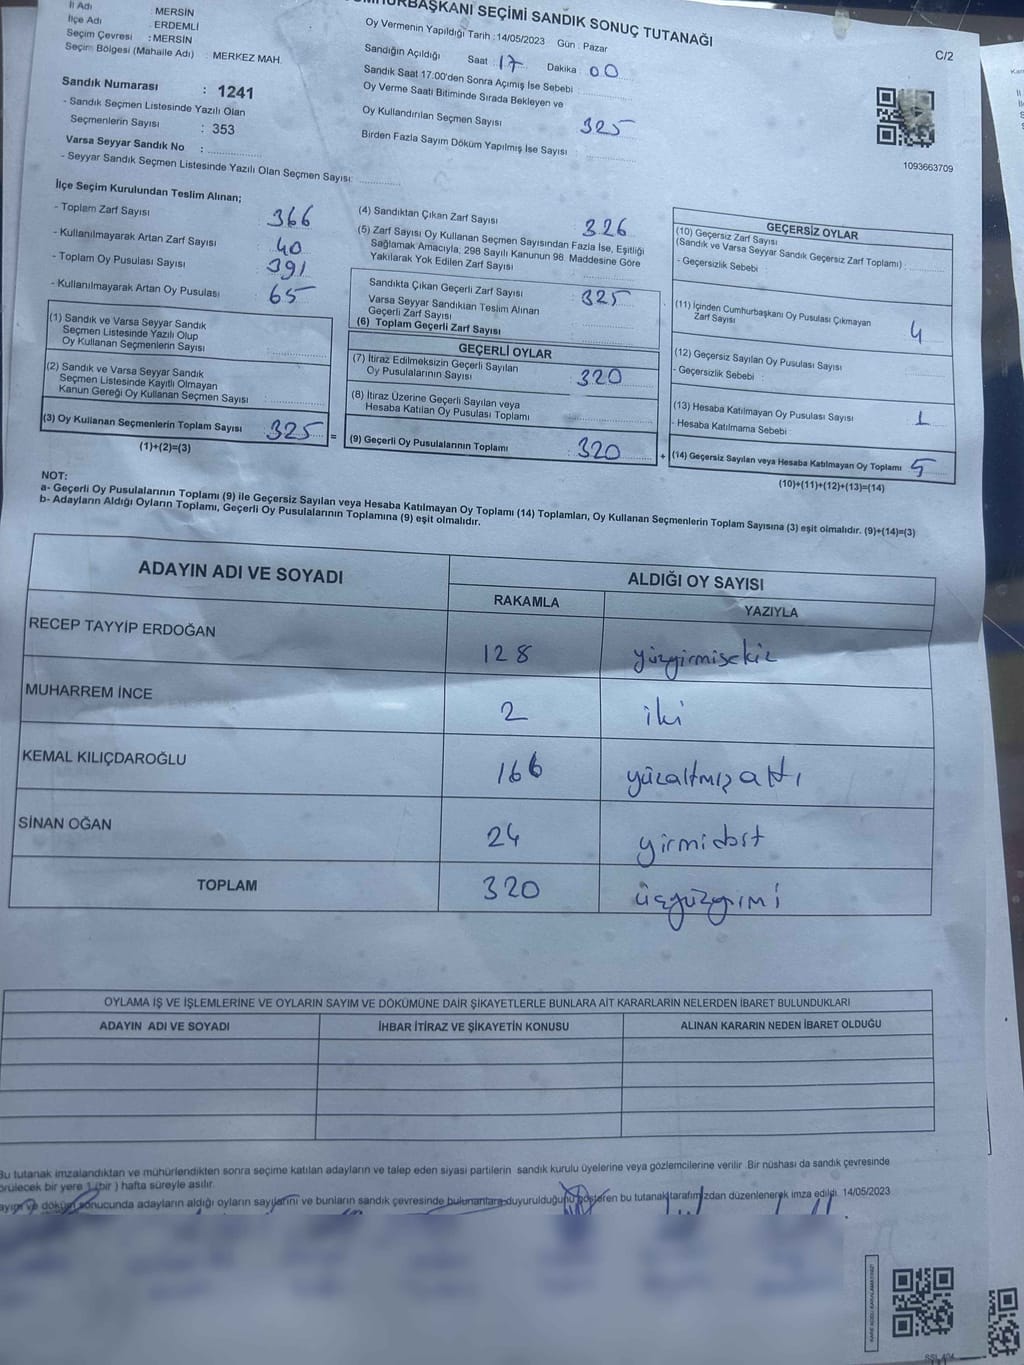 İl Adı : MERSİN
İlçe Adı : ERDEMLİ
Seçim Çevresi : MERSİN
Seçim Bölgesi (Mahalle Adı) : MERKEZ MAH.
Sandık Numarası : 1241
- Sandık Seçmen Listesinde Yazılı Olan
Seçmenlerin Sayısı : 353
Varsa Seyyar Sandık No :
- Seyyar Sandık Seçmen Listesinde Yazılı Olan Seçmen Sayısı:
BAŞKANI SEÇİMİ SANDIK SONUÇ TUTANAĞI
Oy Vermenin Yapıldığı Tarih : 14/05/2023 Gün : Pazar
Sandığın Açıldığı Saat : 17 Dakika : 00
Sandık Saat 17.00'den Sonra Açımış İse Sebebi :
Oy Verme Saati Bitiminde Sırada Bekleyen ve
Oy Kullandırılan Seçmen Sayısı : 325
Birden Fazla Sayım Döküm Yapılmış İse Sayısı :
C/2
1093663709
İlçe Seçim Kurulundan Teslim Alınan;
- Toplam Zarf Sayısı : 366
- Kullanılmayarak Artan Zarf Sayısı : 40
- Toplam Oy Pusulası Sayısı : 391
- Kullanılmayarak Artan Oy Pusulası : 65
(1) Sandık ve Varsa Seyyar Sandık
Seçmen Listesinde Yazılı Olup
Oy Kullanan Seçmenlerin Sayısı :
(2) Sandık ve Varsa Seyyar Sandık
Seçmen Listesinde Kayıtlı Olmayan
Kanun Gereği Oy Kullanan Seçmen Sayısı :
(3) Oy Kullanan Seçmenlerin Toplam Sayısı : 325 =
(1)+(2)=(3)
(4) Sandıktan Çıkan Zarf Sayısı : 326
(5) Zarf Sayısı Oy Kullanan Seçmen Sayısından Fazla İse, Eşitliği
Sağlamak Amacıyla; 298 Sayılı Kanunun 98. Maddesine Göre
Yakılarak Yok Edilen Zarf Sayısı :
Sandıkta Çıkan Geçerli Zarf Sayısı : 325
Varsa Seyyar Sandıktan Teslim Alınan
Geçerli Zarf Sayısı :
(6) Toplam Geçerli Zarf Sayısı :
GEÇERLİ OYLAR
(7) İtiraz Edilmeksizin Geçerli Sayılan
Oy Pusulalarının Sayısı : 320
(8) İtiraz Üzerine Geçerli Sayılan veya
Hesaba Katılan Oy Pusulası Toplamı :
(9) Geçerli Oy Pusulalarının Toplamı : 320 +
GEÇERSİZ OYLAR
(10) Geçersiz Zarf Sayısı
(Sandık ve Varsa Seyyar Sandık Geçersiz Zarf Toplamı) :
- Geçersizlik Sebebi :
(11) İçinden Cumhurbaşkanı Oy Pusulası Çıkmayan
Zarf Sayısı : 4
(12) Geçersiz Sayılan Oy Pusulası Sayısı :
- Geçersizlik Sebebi :
(13) Hesaba Katılmayan Oy Pusulası Sayısı : 1
- Hesaba Katılmama Sebebi :
(14) Geçersiz Sayılan veya Hesaba Katılmayan Oy Toplamı : 5
(10)+(11)+(12)+(13)=(14)
NOT:
a- Geçerli Oy Pusulalarının Toplamı (9) ile Geçersiz Sayılan veya Hesaba Katılmayan Oy Toplamı (14) Toplamları, Oy Kullanan Seçmenlerin Toplam Sayısına (3) eşit olmalıdır. (9)+(14)=(3)
b- Adayların Aldığı Oyların Toplamı, Geçerli Oy Pusulalarının Toplamına (9) eşit olmalıdır.
ADAYIN ADI VE SOYADI ALDIĞI OY SAYISI
RAKAMLA YAZIYLA
RECEP TAYYİP ERDOĞAN 128 yüzyirmisekiz
MUHARREM İNCE 2 iki
KEMAL KILIÇDAROĞLU 166 yüzaltmışaltı
SİNAN OĞAN 24 yirmidört
TOPLAM 320 üçyüzyirmi
OYLAMA İŞ VE İŞLEMLERİNE VE OYLARIN SAYIM VE DÖKÜMÜNE DAİR ŞİKAYETLERLE BUNLARA AİT KARARLARIN NELERDEN İBARET BULUNDUKLARI
ADAYIN ADI VE SOYADI İHBAR İTİRAZ VE ŞİKAYETİN KONUSU ALINAN KARARIN NEDEN İBARET OLDUĞU
Bu tutanak imzalandıktan ve mühürlendikten sonra seçime katılan adayların ve talep eden siyasi partilerin sandık kurulu üyelerine veya gözlemcilerine verilir. Bir nüshası da sandık çevresinde
görülecek bir yere 1 (bir ) hafta süreyle asılır.
ve döküm sonucunda adayların aldığı oyların sayılarını ve bunların sandık çevresinde bulunanlara duyurulduğunu gösteren bu tutanak tarafımızdan düzenlenerek imza edildi. 14/05/2023